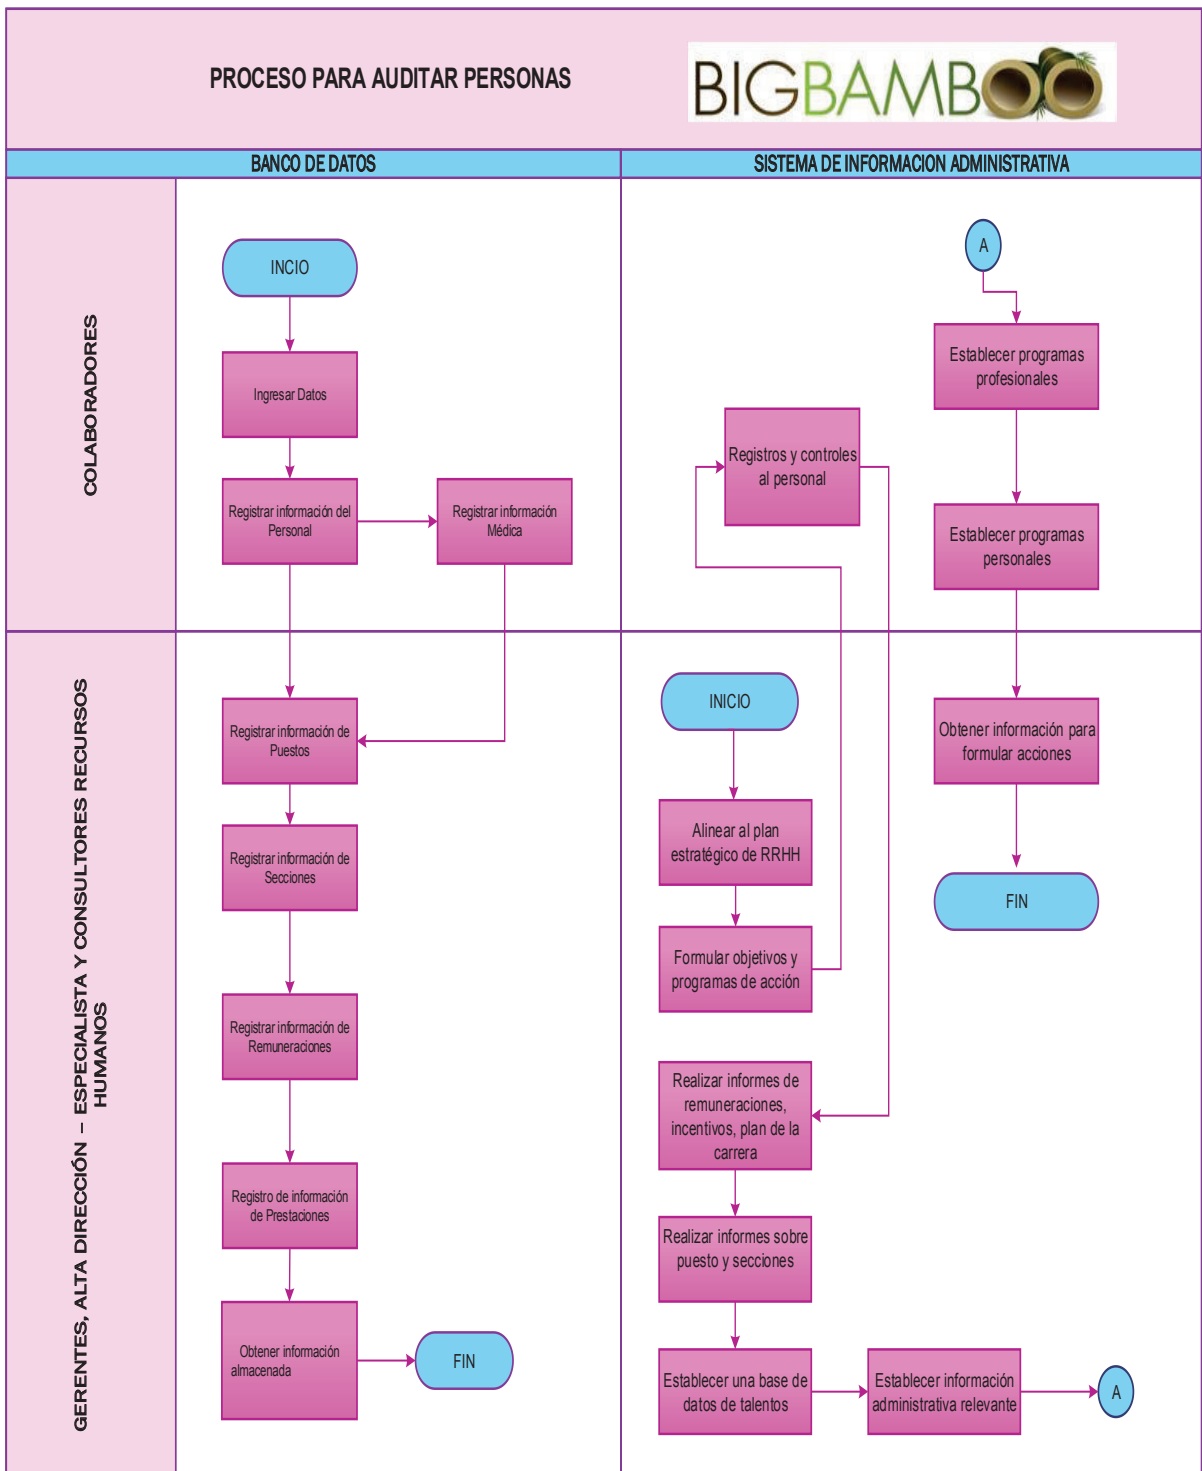 PROCESO PARA AUDITAR PERSONAS
BIGBAMBOO
BANCO DE DATOS
SISTEMA DE INFORMACION ADMINISTRATIVA
COLABORADORES
INCIO
Ingresar Datos
Registrar información del
Personal
Registrar información
Médica
A
Establecer programas
profesionales
Registros y controles
al personal
Establecer programas
personales
GERENTES, ALTA DIRECCIÓN – ESPECIALISTA Y CONSULTORES RECURSOS
HUMANOS
Registrar información de
Puestos
Registrar información de
Secciones
Registrar información de
Remuneraciones
Registro de información
de Prestaciones
Obtener información
almacenada
FIN
INICIO
Alinear al plan
estratégico de RRHH
Formular objetivos y
programas de acción
Obtener información para
formular acciones
FIN
Realizar informes de
remuneraciones,
incentivos, plan de la
carrera
Realizar informes sobre
puesto y secciones
Establecer una base de
datos de talentos
Establecer información
administrativa relevante
A